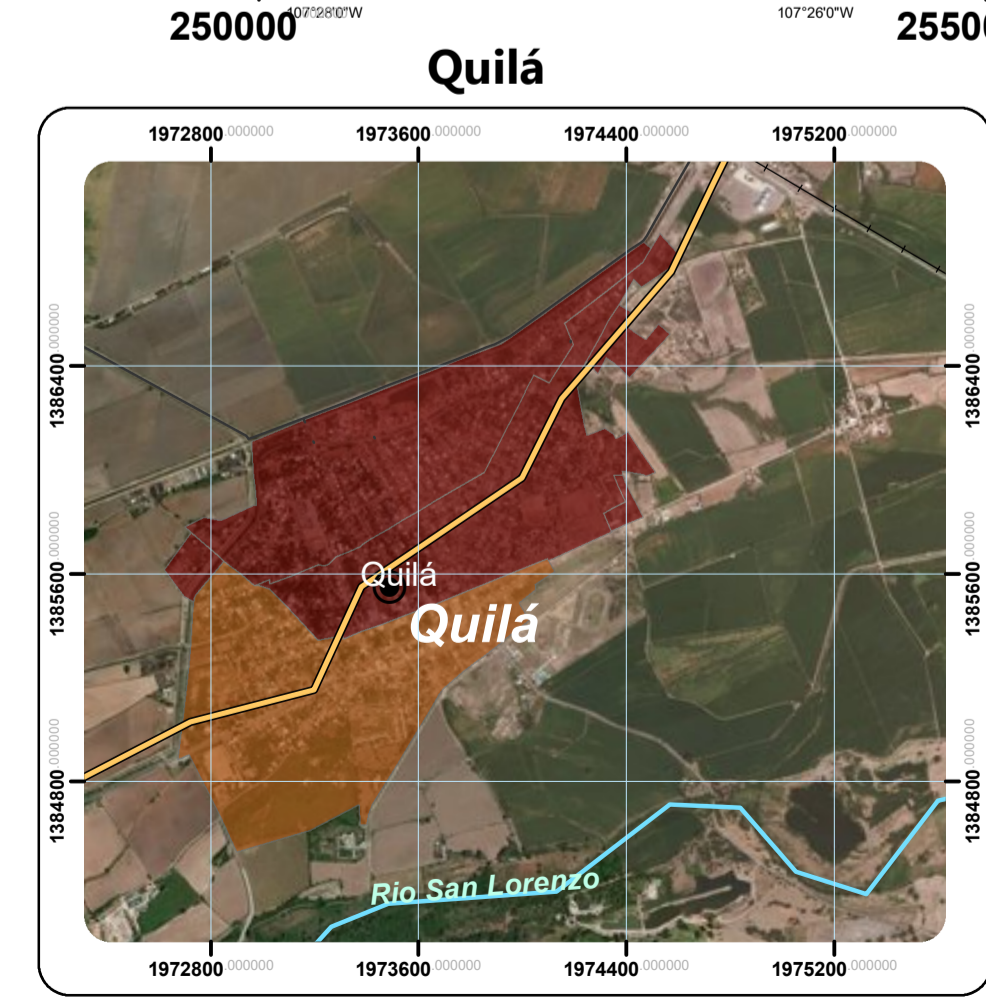 107°28'0"W 107°26'0"W
250000 2550
Quilá
1972800.000000 1973600.000000 1974400.000000 1975200.000000
1386400.000000 1386400.000000
1385600.000000 1385600.000000
Quilá
Quilá
1384800.000000 1384800.000000
Rio San Lorenzo
1972800.000000 1973600.000000 1974400.000000 1975200.000000